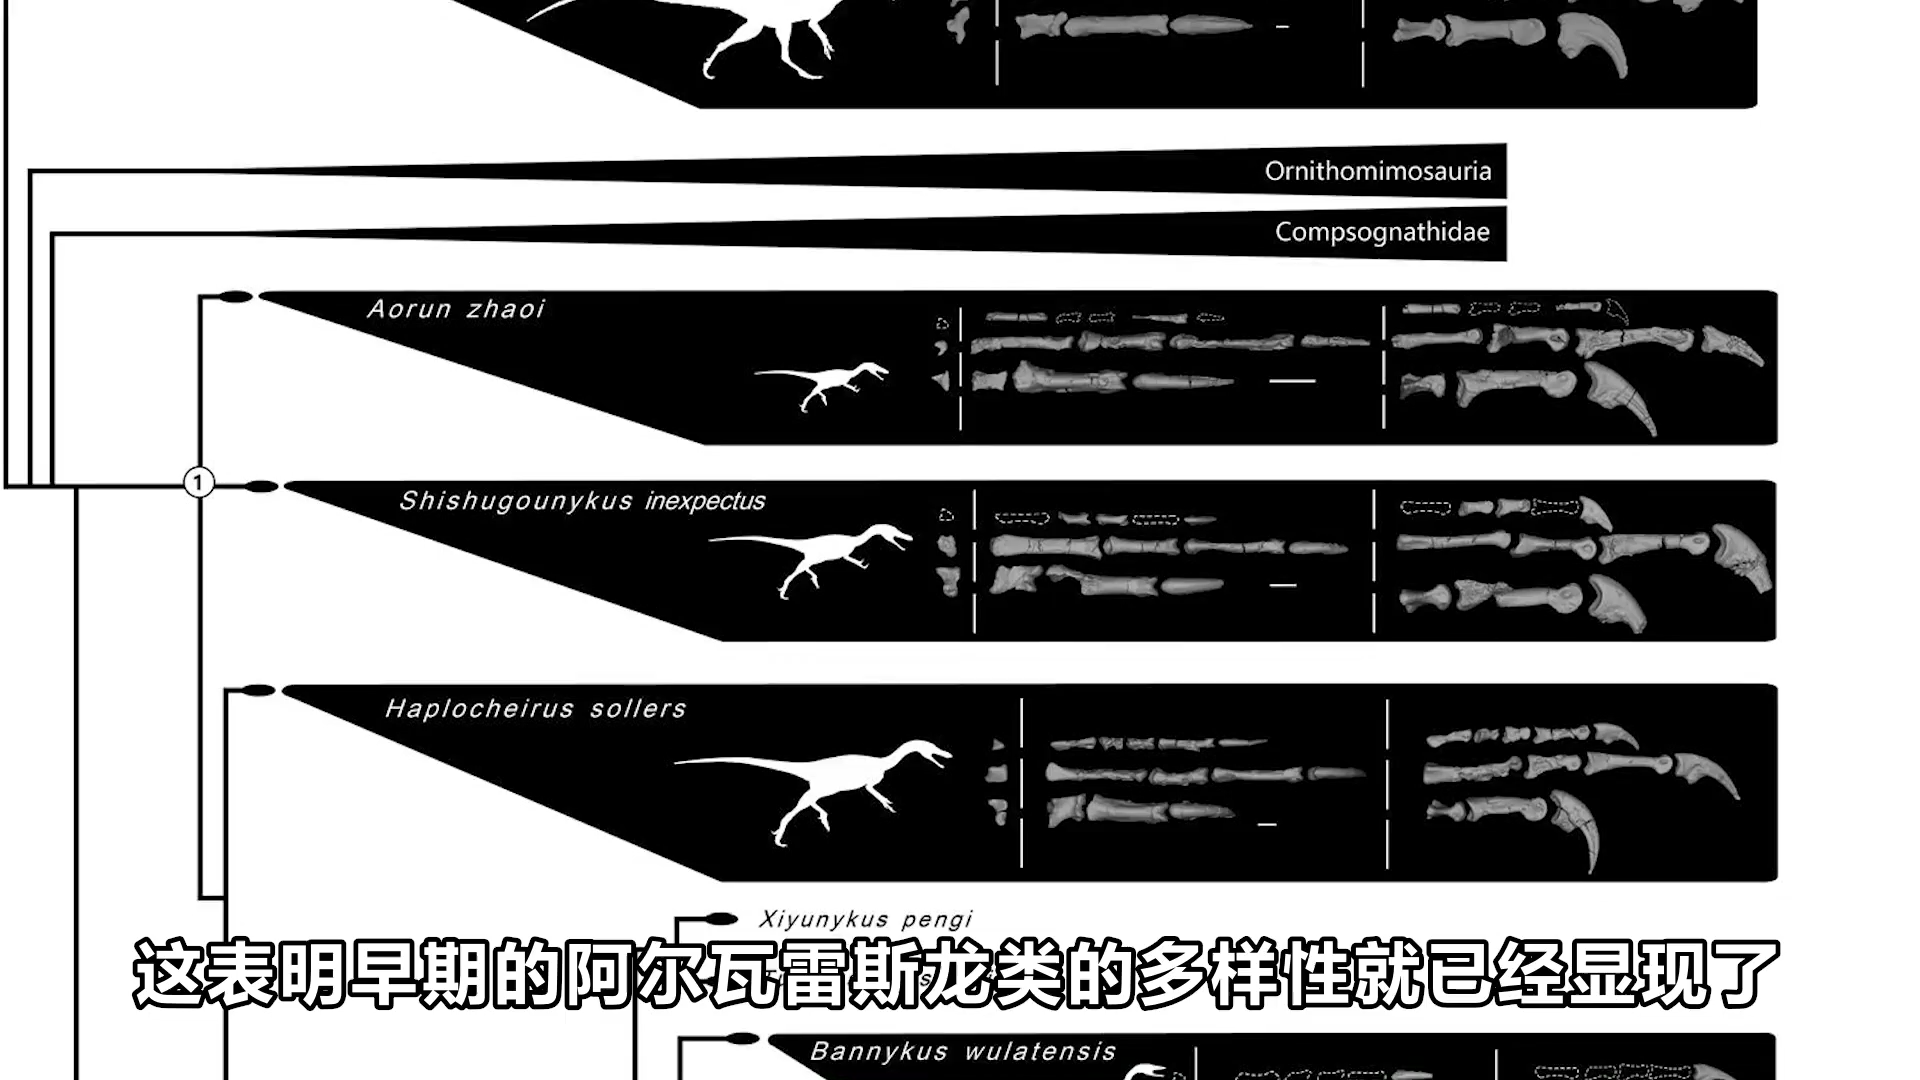 Ornithomimosauria
Compsognathidae
Aorun zhaoi
1
Shishugounykus inexpectus
Haplocheirus sollers
Xiyunykus pengi
这表明早期的阿尔瓦雷斯龙类的多样性就已经显现了
Bannykus wulatensis